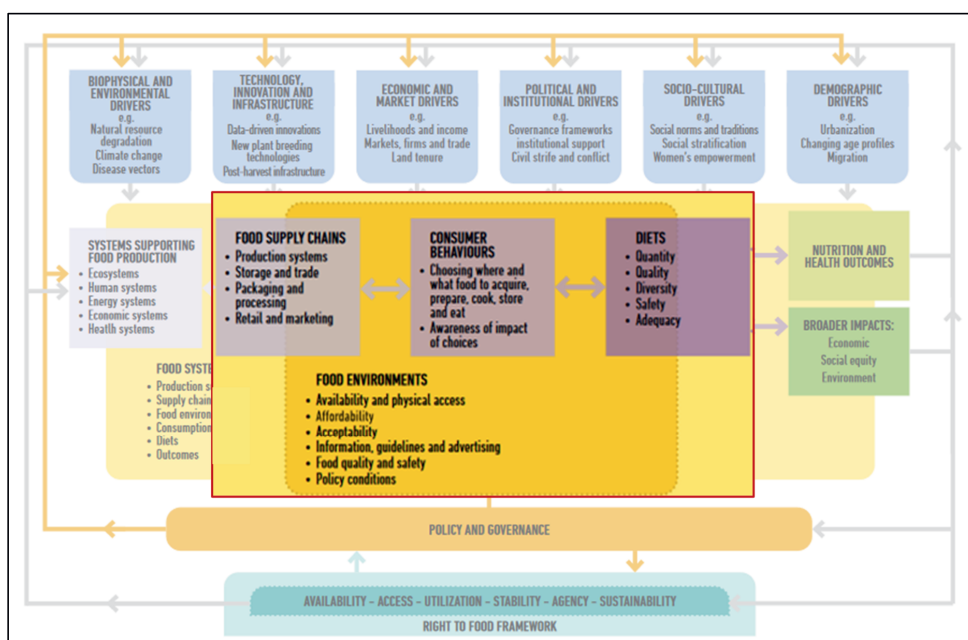 BIOPHYSICAL AND
ENVIRONMENTAL
DRIVERS
e.g.
Natural resource
degradation
Climate change
Disease vectors
TECHNOLOGY,
INNOVATION AND
INFRASTRUCTURE
e.g.
Data-driven innovations
New plant breeding
technologies
Post-harvest infrastructure
ECONOMIC AND
MARKET DRIVERS
e.g.
Livelihoods and income
Markets, firms and trade
Land tenure
POLITICAL AND
INSTITUTIONAL DRIVERS
e.g.
Governance frameworks
institutional support
Civil strife and conflict
SOCIO-CULTURAL
DRIVERS
e.g.
Social norms and traditions
Social stratification
Women's empowerment
DEMOGRAPHIC
DRIVERS
e.g.
Urbanization
Changing age profiles
Migration
SYSTEMS SUPPORTING
FOOD PRODUCTION
• Ecosystems
• Human systems
• Energy systems
• Economic systems
• Heatlh systems
FOOD SUPPLY CHAINS
• Production systems
• Storage and trade
• Packaging and
processing
• Retail and marketing
CONSUMER
BEHAVIOURS
• Choosing where and
what food to acquire,
prepare, cook, store
and eat
• Awareness of impact
of choices
DIETS
• Quantity
• Quality
• Diversity
• Safety
• Adequacy
NUTRITION AND
HEALTH OUTCOMES
BROADER IMPACTS:
Economic
Social equity
Environment
FOOD SYSTE
• Production s
• Supply chain
• Food environ
• Consumption
• Diets
• Outcomes
FOOD ENVIRONMENTS
• Availability and physical access
• Affordability
• Acceptability
• Information, guidelines and advertising
• Food quality and safety
• Policy conditions
POLICY AND GOVERNANCE
AVAILABILITY – ACCESS – UTILIZATION – STABILITY – AGENCY – SUSTAINABILITY
RIGHT TO FOOD FRAMEWORK